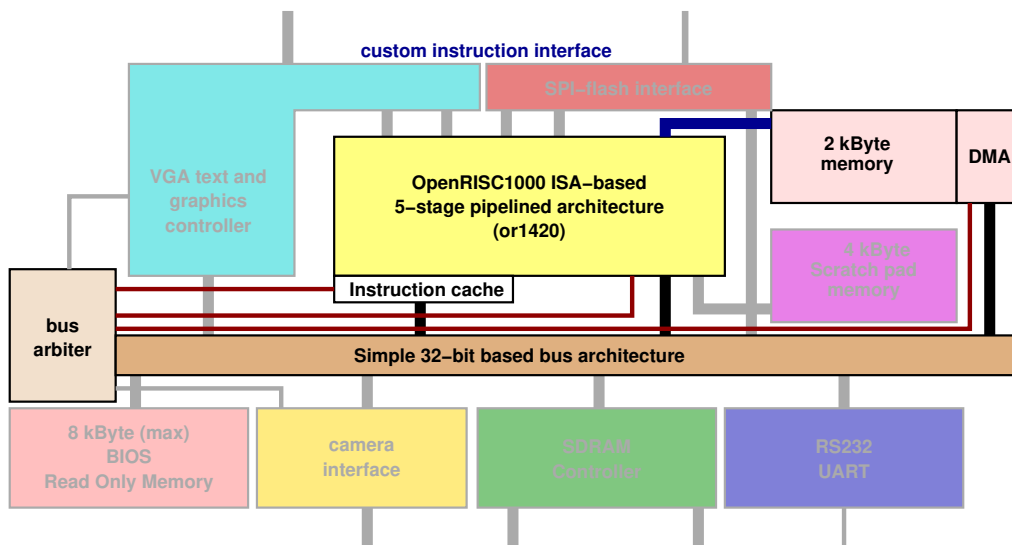 custom instruction interface
SPI-flash interface
2 kByte
memory
DMA
VGA text and
graphics
controller
OpenRISC1000 ISA-based
5-stage pipelined architecture
(or1420)
4 kByte
Scratch pad
memory
Instruction cache
bus
arbiter
Simple 32-bit based bus architecture
8 kByte (max)
BIOS
Read Only Memory
camera
interface
SDRAM
Controller
RS232
UART